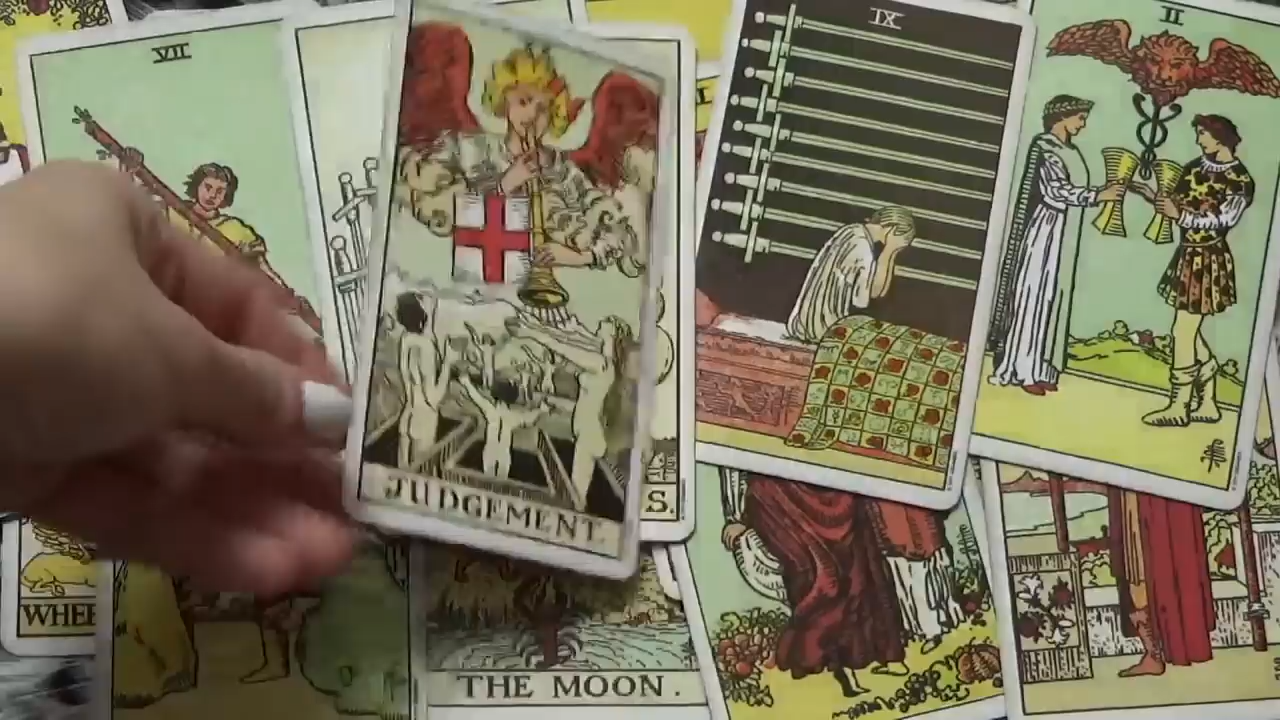 VII
IX
II
JUDGEMENT.
S.
WHEE
THE MOON.